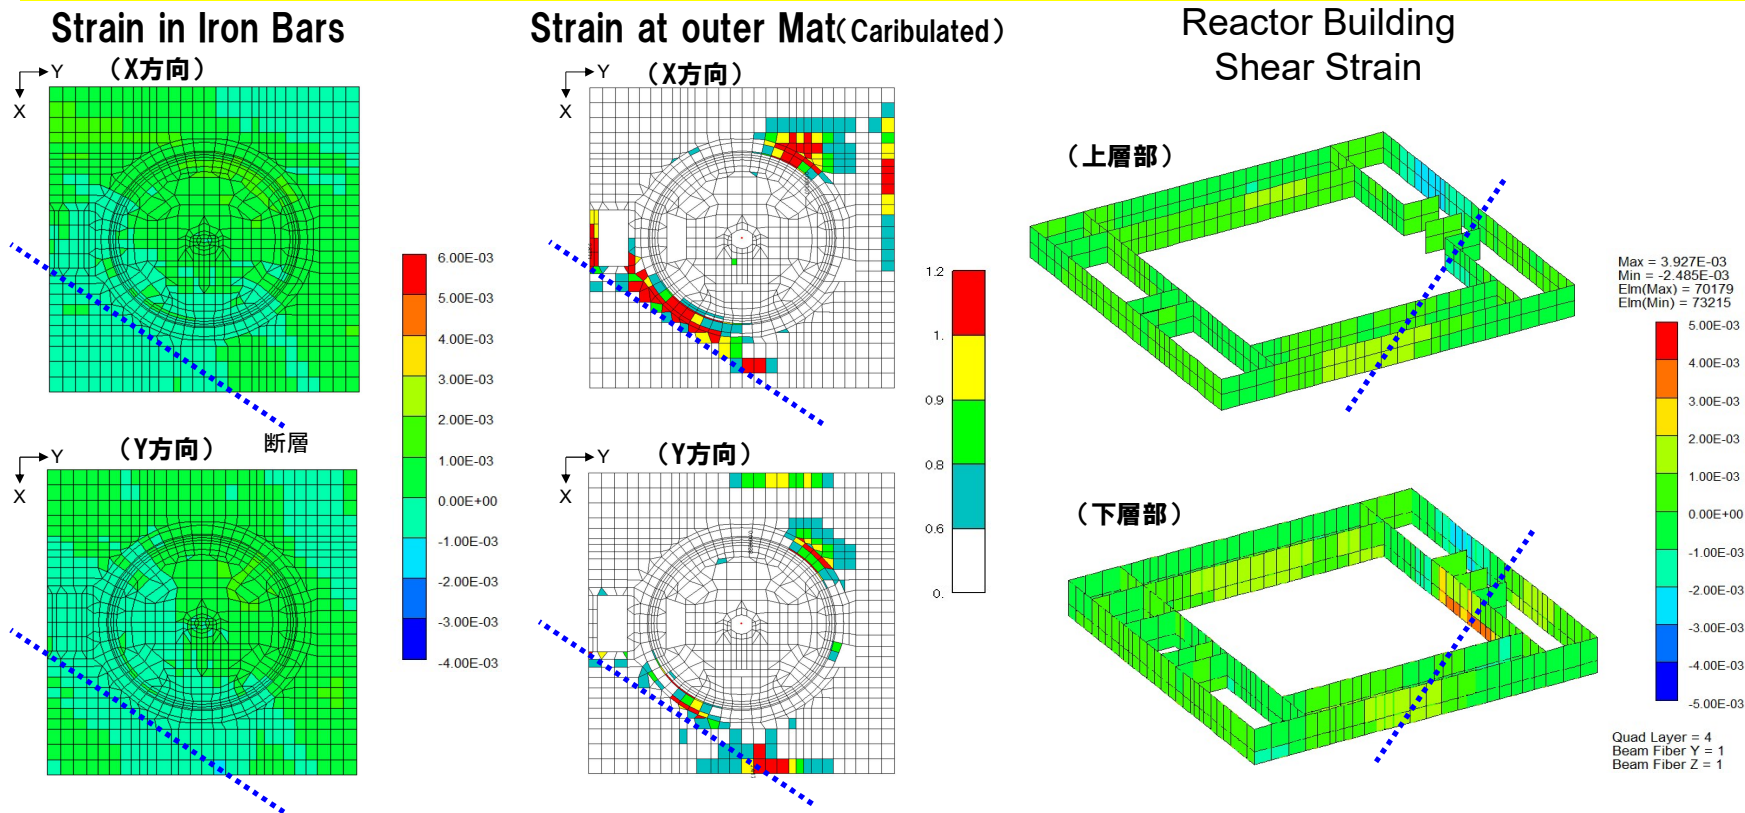 Strain in Iron Bars
（X方向）
Y
X
6.00E-03
5.00E-03
4.00E-03
3.00E-03
2.00E-03
1.00E-03
0.00E+00
-1.00E-03
-2.00E-03
-3.00E-03
-4.00E-03
（Y方向）
断層
Y
X
Strain at outer Mat(Caribulated)
（X方向）
Y
X
1.2
1.
0.9
0.8
0.6
0.
（Y方向）
Y
X
Reactor Building
Shear Strain
（上層部）
（下層部）
Max = 3.927E-03
Min = -2.485E-03
Elm(Max) = 70179
Elm(Min) = 73215
5.00E-03
4.00E-03
3.00E-03
2.00E-03
1.00E-03
0.00E+00
-1.00E-03
-2.00E-03
-3.00E-03
-4.00E-03
-5.00E-03
Quad Layer = 4
Beam Fiber Y = 1
Beam Fiber Z = 1